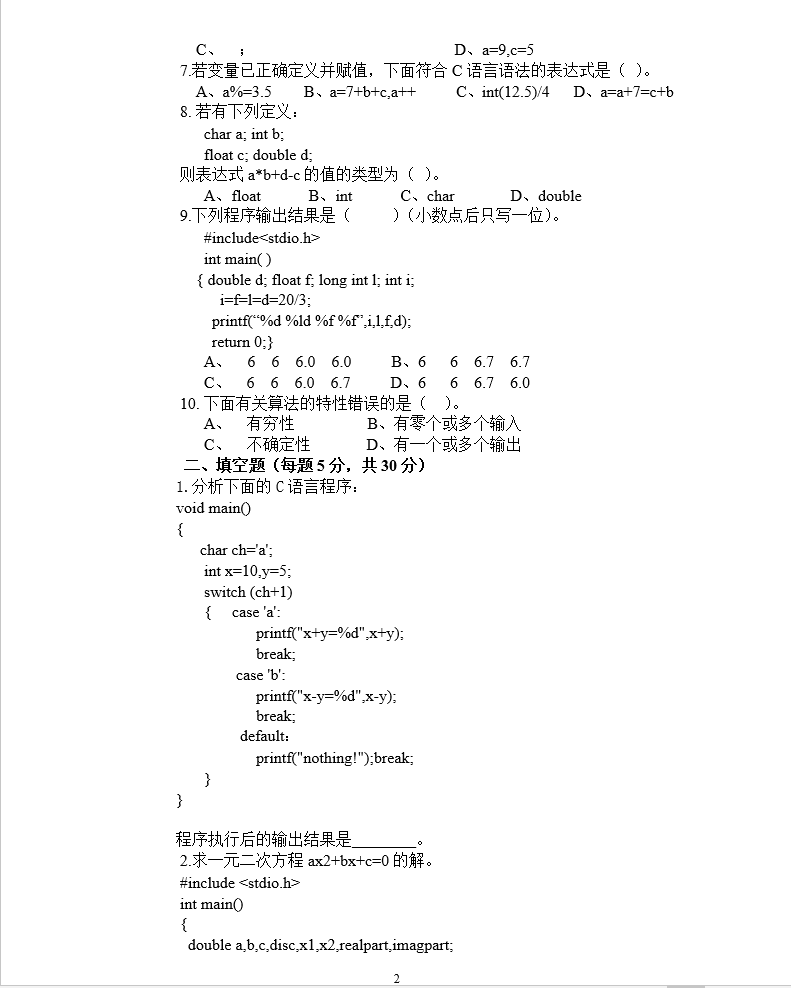 C、 ; D、a=9,c=5
7.若变量已正确定义并赋值，下面符合 C 语言语法的表达式是（ ）。
A、a%=3.5 B、a=7+b+c,a++ C、int(12.5)/4 D、a=a+7=c+b
8. 若有下列定义：
char a; int b;
float c; double d;
则表达式 a*b+d-c 的值的类型为（ ）。
A、float B、int C、char D、double
9.下列程序输出结果是（ ）（小数点后只写一位）。
#include<stdio.h>
int main( )
{ double d; float f; long int l; int i;
i=f=l=d=20/3;
printf(“%d %ld %f %f”,i,l,f,d);
return 0;}
A、 6 6 6.0 6.0 B、6 6 6.7 6.7
C、 6 6 6.0 6.7 D、6 6 6.7 6.0
10. 下面有关算法的特性错误的是（ ）。
A、 有穷性 B、有零个或多个输入
C、 不确定性 D、有一个或多个输出
二、填空题（每题 5 分，共 30 分）
1.分析下面的 C 语言程序：
void main()
{
char ch='a';
int x=10,y=5;
switch (ch+1)
{ case 'a':
printf("x+y=%d",x+y);
break;
case 'b':
printf("x-y=%d",x-y);
break;
default：
printf("nothing!");break;
}
}
程序执行后的输出结果是________。
2.求一元二次方程 ax2+bx+c=0 的解。
#include <stdio.h>
int main()
{
double a,b,c,disc,x1,x2,realpart,imagpart;
2